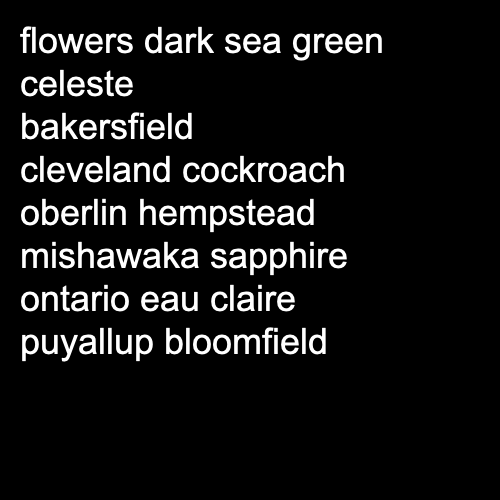 flowers dark sea green
celeste
bakersfield
cleveland cockroach
oberlin hempstead
mishawaka sapphire
ontario eau claire
puyallup bloomfield